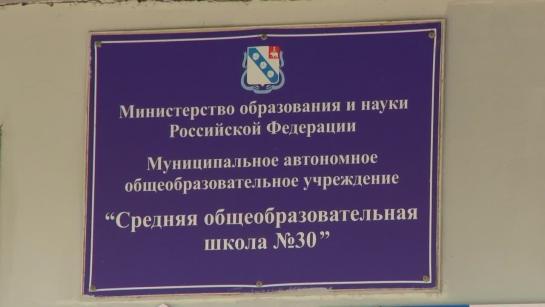 Министерство образования и науки
Российской Федерации
Муниципальное автономное
общеобразовательное учреждение
“Средняя общеобразовательная
школа №30”